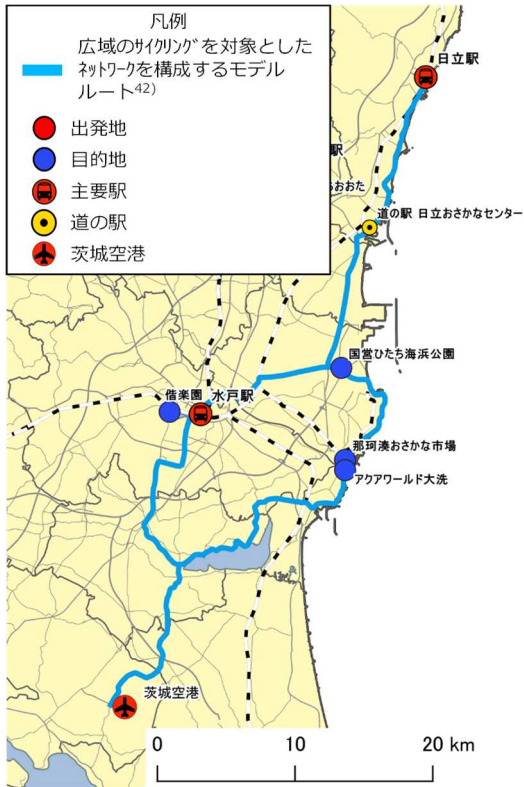 凡例
広域のサイクリングを対象とした
ネットワークを構成するモデル
ルート42)
出発地
目的地
主要駅
道の駅
茨城空港
日立駅
駅
おおた
道の駅 日立おさかなセンター
国営ひたち海浜公園
偕楽園
水戸駅
那珂湊おさかな市場
アクアワールド大洗
茨城空港
0 10 20 km